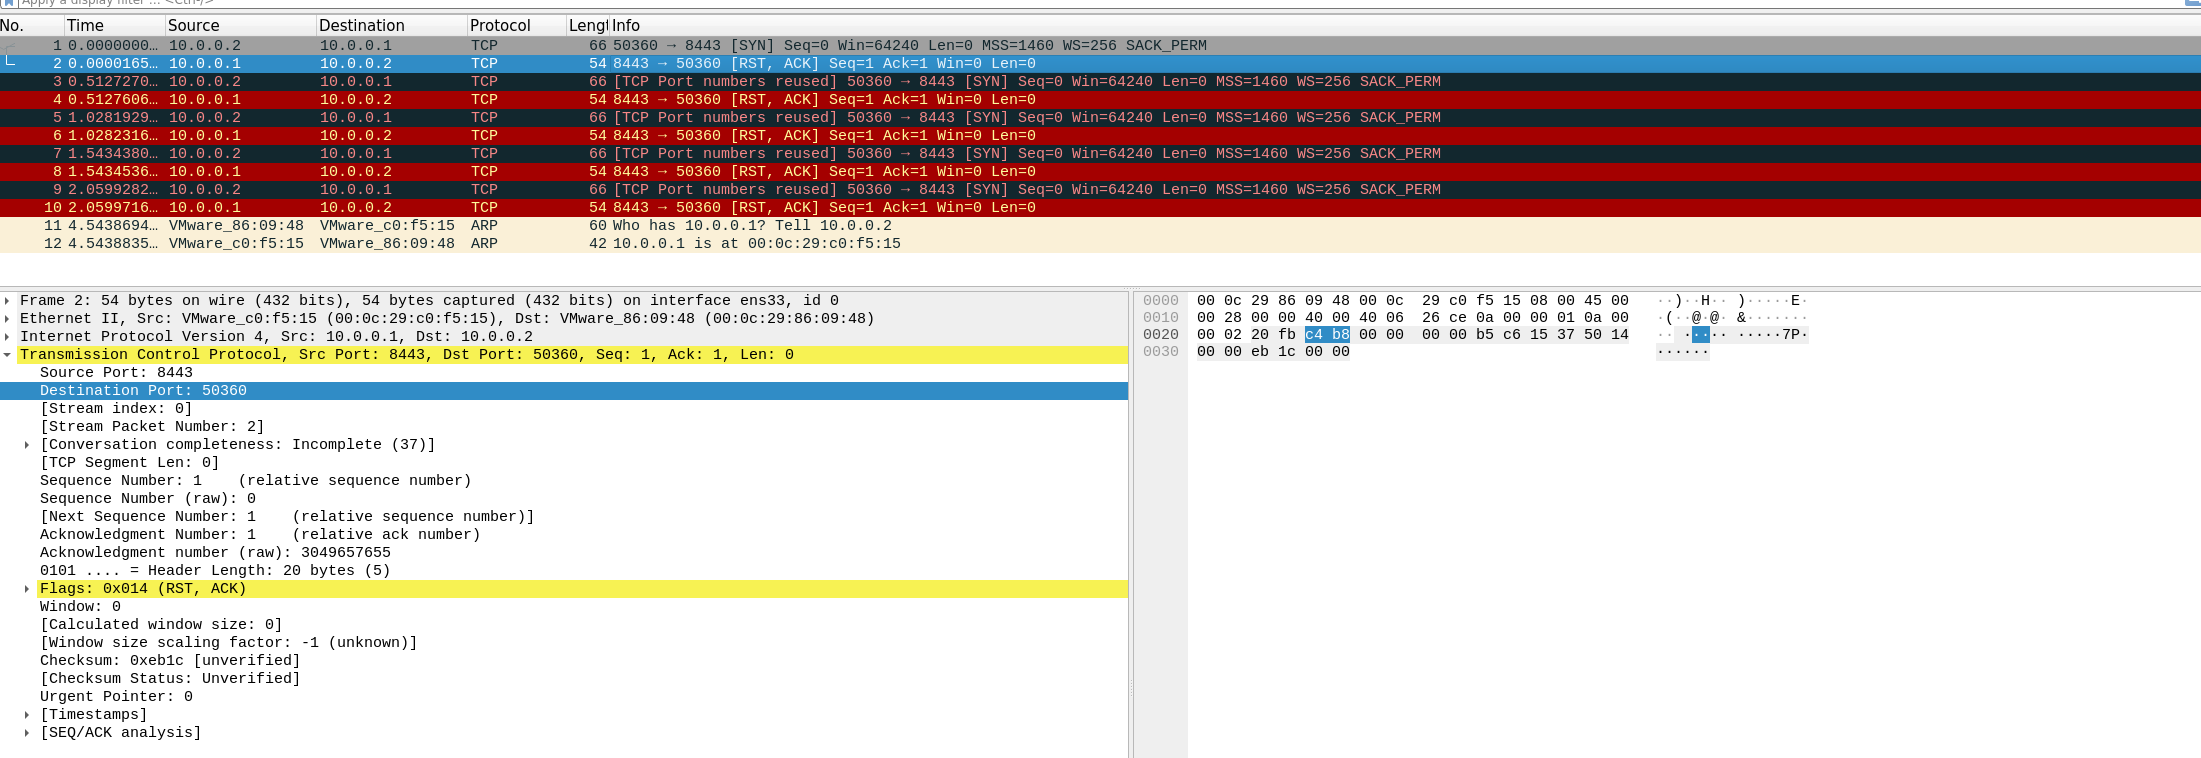 Apply a display filter ... <Ctrl-/>
No. Time Source Destination Protocol Lengt Info
1 0.0000000… 10.0.0.2 10.0.0.1 TCP 66 50360 → 8443 [SYN] Seq=0 Win=64240 Len=0 MSS=1460 WS=256 SACK_PERM
2 0.0000165… 10.0.0.1 10.0.0.2 TCP 54 8443 → 50360 [RST, ACK] Seq=1 Ack=1 Win=0 Len=0
3 0.5127270… 10.0.0.2 10.0.0.1 TCP 66 [TCP Port numbers reused] 50360 → 8443 [SYN] Seq=0 Win=64240 Len=0 MSS=1460 WS=256 SACK_PERM
4 0.5127606… 10.0.0.1 10.0.0.2 TCP 54 8443 → 50360 [RST, ACK] Seq=1 Ack=1 Win=0 Len=0
5 1.0281929… 10.0.0.2 10.0.0.1 TCP 66 [TCP Port numbers reused] 50360 → 8443 [SYN] Seq=0 Win=64240 Len=0 MSS=1460 WS=256 SACK_PERM
6 1.0282316… 10.0.0.1 10.0.0.2 TCP 54 8443 → 50360 [RST, ACK] Seq=1 Ack=1 Win=0 Len=0
7 1.5434380… 10.0.0.2 10.0.0.1 TCP 66 [TCP Port numbers reused] 50360 → 8443 [SYN] Seq=0 Win=64240 Len=0 MSS=1460 WS=256 SACK_PERM
8 1.5434536… 10.0.0.1 10.0.0.2 TCP 54 8443 → 50360 [RST, ACK] Seq=1 Ack=1 Win=0 Len=0
9 2.0599282… 10.0.0.2 10.0.0.1 TCP 66 [TCP Port numbers reused] 50360 → 8443 [SYN] Seq=0 Win=64240 Len=0 MSS=1460 WS=256 SACK_PERM
10 2.0599716… 10.0.0.1 10.0.0.2 TCP 54 8443 → 50360 [RST, ACK] Seq=1 Ack=1 Win=0 Len=0
11 4.5438694… VMware_86:09:48 VMware_c0:f5:15 ARP 60 Who has 10.0.0.1? Tell 10.0.0.2
12 4.5438835… VMware_c0:f5:15 VMware_86:09:48 ARP 42 10.0.0.1 is at 00:0c:29:c0:f5:15
Frame 2: 54 bytes on wire (432 bits), 54 bytes captured (432 bits) on interface ens33, id 0
Ethernet II, Src: VMware_c0:f5:15 (00:0c:29:c0:f5:15), Dst: VMware_86:09:48 (00:0c:29:86:09:48)
Internet Protocol Version 4, Src: 10.0.0.1, Dst: 10.0.0.2
Transmission Control Protocol, Src Port: 8443, Dst Port: 50360, Seq: 1, Ack: 1, Len: 0
Source Port: 8443
Destination Port: 50360
[Stream index: 0]
[Stream Packet Number: 2]
[Conversation completeness: Incomplete (37)]
[TCP Segment Len: 0]
Sequence Number: 1 (relative sequence number)
Sequence Number (raw): 0
[Next Sequence Number: 1 (relative sequence number)]
Acknowledgment Number: 1 (relative ack number)
Acknowledgment number (raw): 3049657655
0101 .... = Header Length: 20 bytes (5)
Flags: 0x014 (RST, ACK)
Window: 0
[Calculated window size: 0]
[Window size scaling factor: -1 (unknown)]
Checksum: 0xeb1c [unverified]
[Checksum Status: Unverified]
Urgent Pointer: 0
[Timestamps]
[SEQ/ACK analysis]
0000 00 0c 29 86 09 48 00 0c 29 c0 f5 15 08 00 45 00 ··)··H·· )·····E·
0010 00 28 00 00 40 00 40 06 26 ce 0a 00 00 01 0a 00 ·(··@·@· &·······
0020 00 02 20 fb c4 b8 00 00 00 00 b5 c6 15 37 50 14 ·· ····· ·····7P·
0030 00 00 eb 1c 00 00 ······